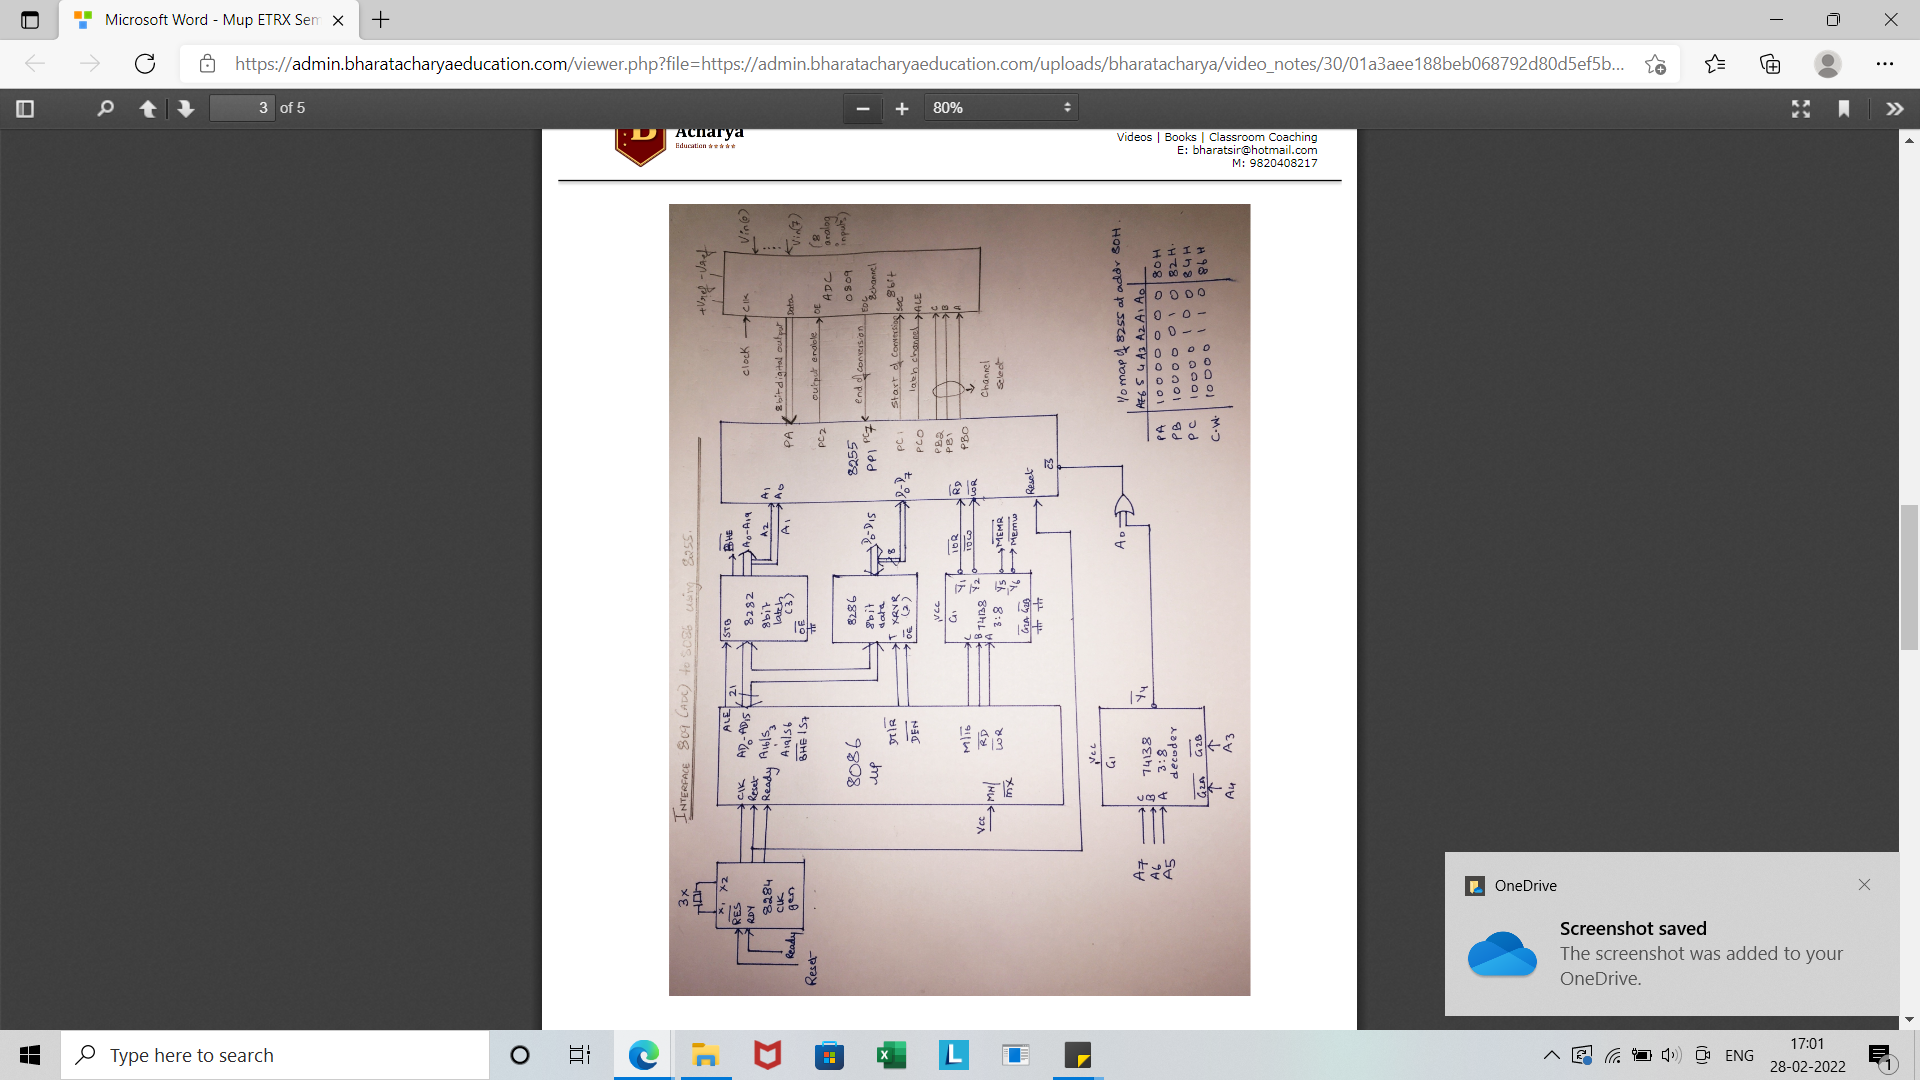 Microsoft Word - Mup ETRX Sem
https://admin.bharatacharyaeducation.com/viewer.php?file=https://admin.bharatacharyaeducation.com/uploads/bharatacharya/video_notes/30/01a3aee188beb068792d80d5ef5b...
3 of 5
80%
Acharya
Education
Videos | Books | Classroom Coaching
E: bharatsir@hotmail.com
M: 9820408217
INTERFACE 809 (ADC) to 8086 using 8255.
3x
X1 X2
RES
RDY
8284
CLK
gen
Ready
Reset
CLK
Reset
Ready
ALE
AD0-AD15
A16/S3
A19/S6
BHE/S7
8086
μp
DT/R
DEN
M/IO
RD
WR
Vcc
MN/
MX
21
STB
8282
8bit
latch
(3)
OE
BHE
A0-A19
A2
A1
8286
8bit
data
XRVR
(2)
T
OE
D0-D15
8
Vcc
G1
C
B
A
74138
3:8
G2A G2B
Y1
Y2
Y5
Y6
IOR
IOW
MEMR
MEMW
A1
A0
D0-D7
RD
WR
Reset
CS
8255
PPI
PA
PC2
PC7
PC1
PC0
PB2
PB1
PB0
clock
8bit digital output
output enable
end of conversion
start of conversion
latch channel
Channel
Select
+Vref -Vref
Clk
Data
OE
EOC
SOC
ALE
C
B
A
ADC
0809
8channel
8bit
Vin(0)
Vin(7)
(8
analog
inputs)
A0
Vcc
G1
74138
3:8
decoder
C
B
A
G2A
G2B
Y4
A7
A6
A5
A4
A3
I/O map of 8255 at addr 80H.
A7 6 5 4 A3 A2 A1 A0
PA 1 0 0 0 0 0 0 0 80H
PB 1 0 0 0 0 0 1 0 82H.
PC 1 0 0 0 0 1 0 0 84H
C.W. 1 0 0 0 0 1 1 0 86H
OneDrive
Screenshot saved
The screenshot was added to your
OneDrive.
Type here to search
ENG
17:01
28-02-2022
1